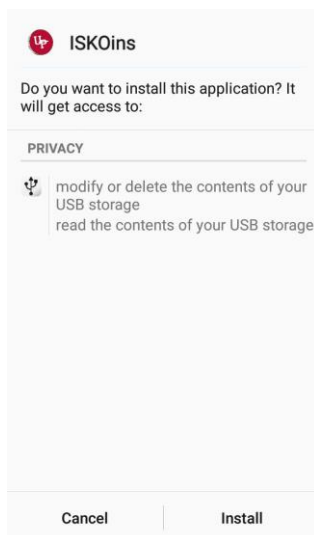 UP
ISKOins
Do you want to install this application? It
will get access to:
PRIVACY
modify or delete the contents of your
USB storage
read the contents of your USB storage
Cancel
Install